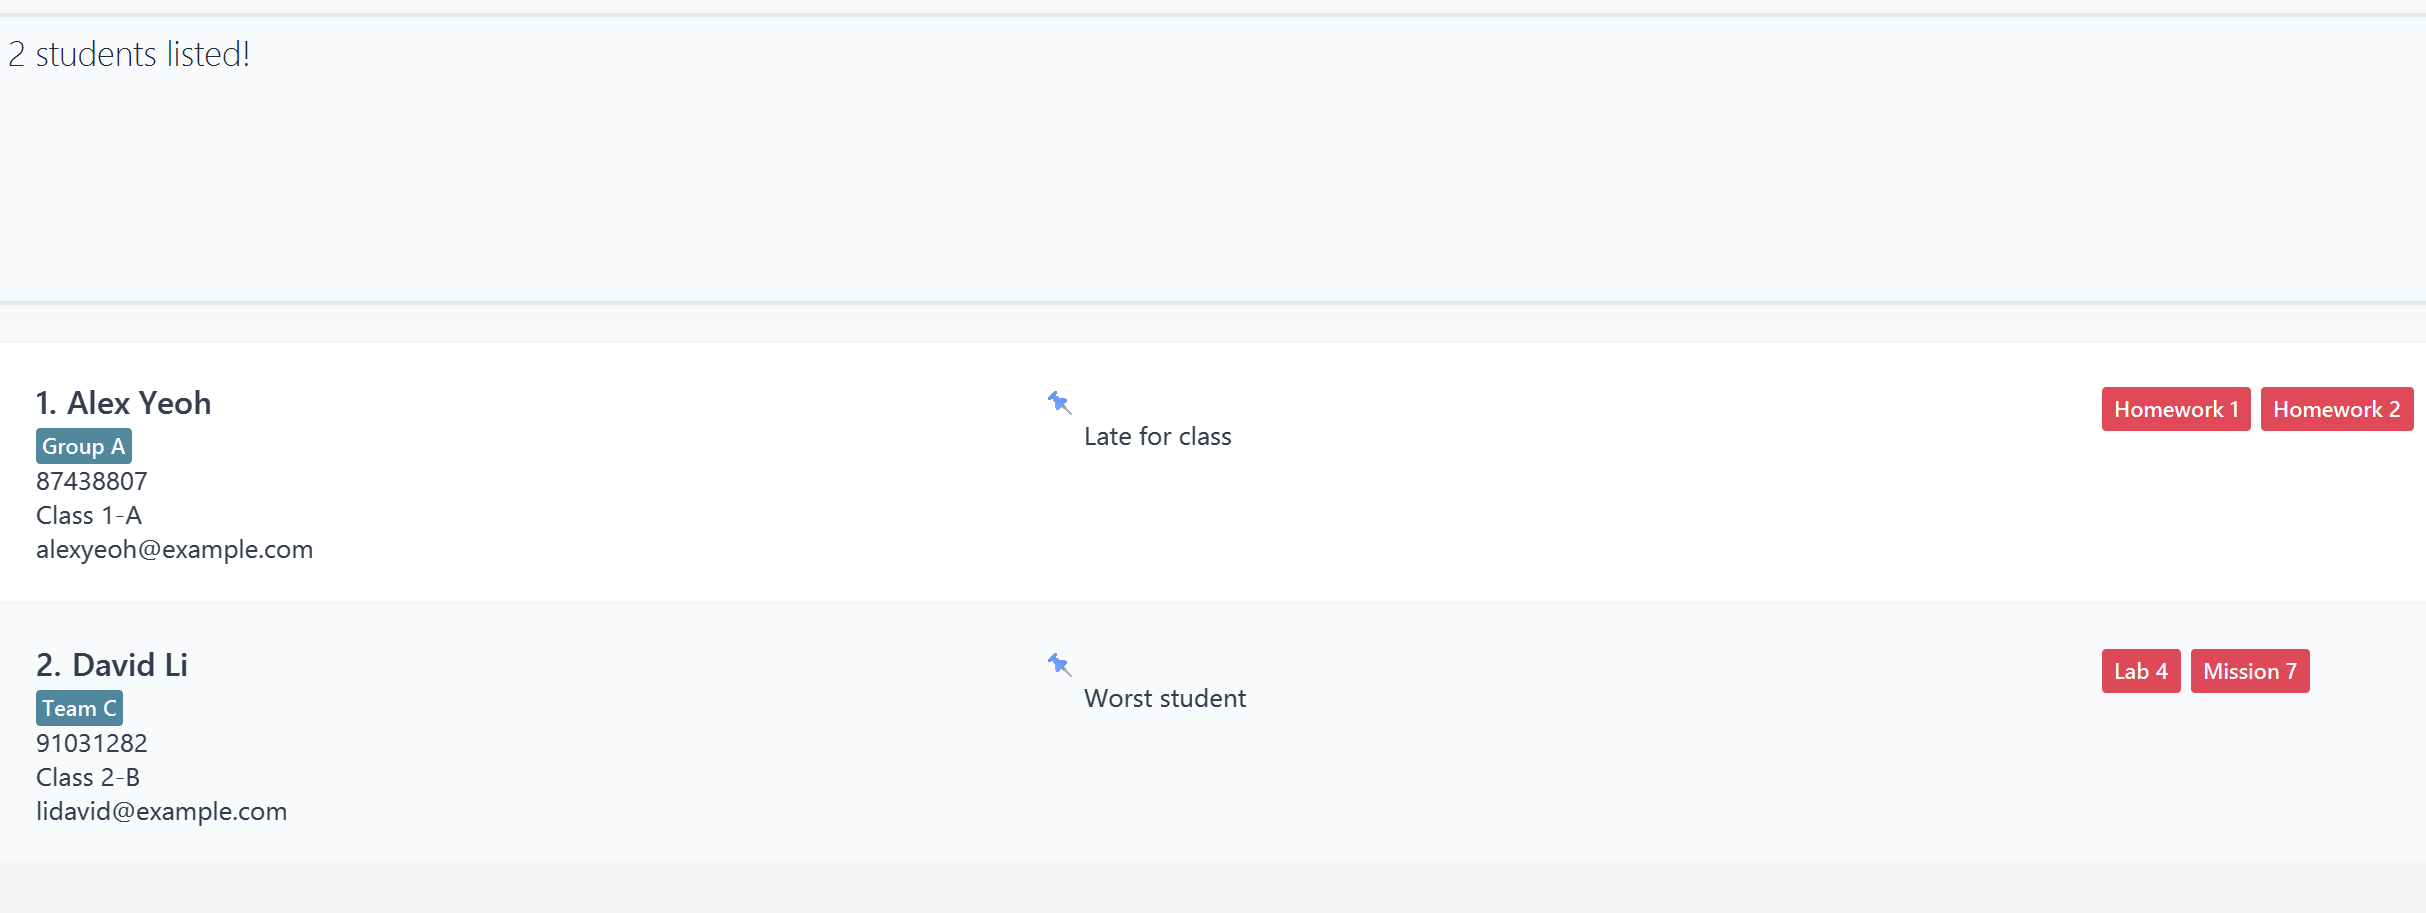 2 students listed!
1. Alex Yeoh
Group A
87438807
Class 1-A
alexyeoh@example.com
Late for class
Homework 1 Homework 2
2. David Li
Team C
91031282
Class 2-B
lidavid@example.com
Worst student
Lab 4 Mission 7